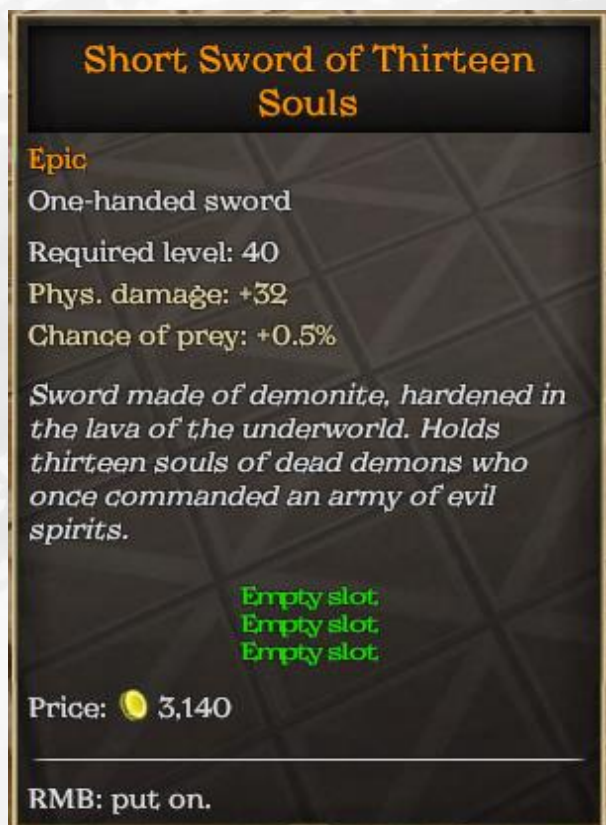 Short Sword of Thirteen
Souls
Epic
One-handed sword
Required level: 40
Phys. damage: +32
Chance of prey: +0.5%
Sword made of demonite, hardened in
the lava of the underworld. Holds
thirteen souls of dead demons who
once commanded an army of evil
spirits.
Empty slot
Empty slot
Empty slot
Price: 3,140
RMB: put on.